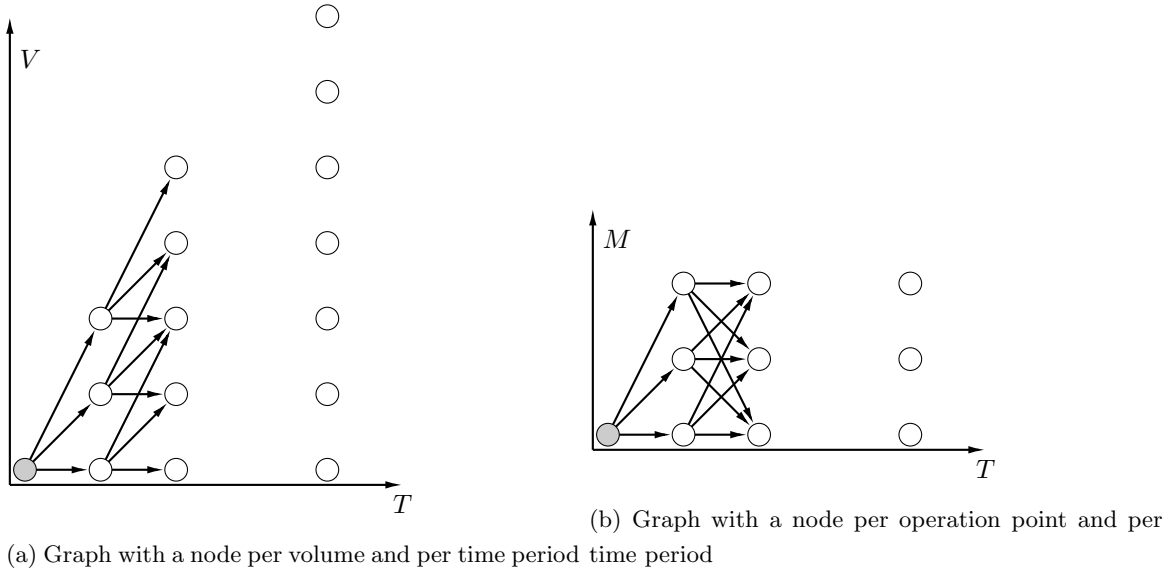 V
T
(a) Graph with a node per volume and per time period
M
T
(b) Graph with a node per operation point and per
time period